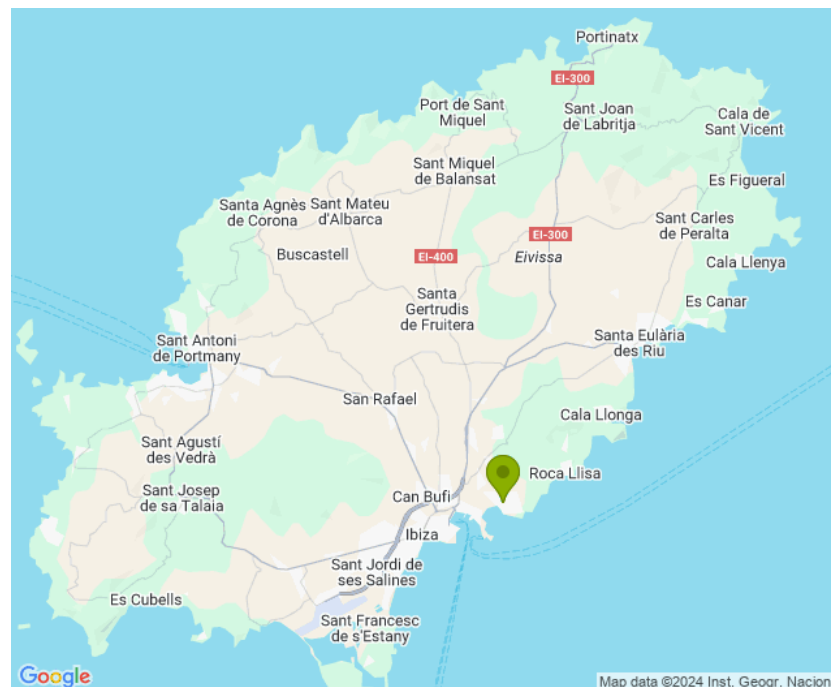 Portinatx
EI-300
Port de Sant
Miquel
Sant Joan
de Labritja
Cala de
Sant Vicent
Sant Miquel
de Balansat
Es Figueral
Santa Agnès
de Corona
Sant Mateu
d'Albarca
Sant Carles
de Peralta
EI-300
Buscastell
EI-400
Eivissa
Cala Llenya
Santa
Gertrudis
de Fruitera
Es Canar
Sant Antoni
de Portmany
Santa Eulària
des Riu
San Rafael
Cala Llonga
Sant Agustí
des Vedrà
Roca Llisa
Sant Josep
de sa Talaia
Can Bufi
Ibiza
Sant Jordi de
ses Salines
Es Cubells
Sant Francesc
de s'Estany
Google
Map data ©2024 Inst. Geogr. Nacion